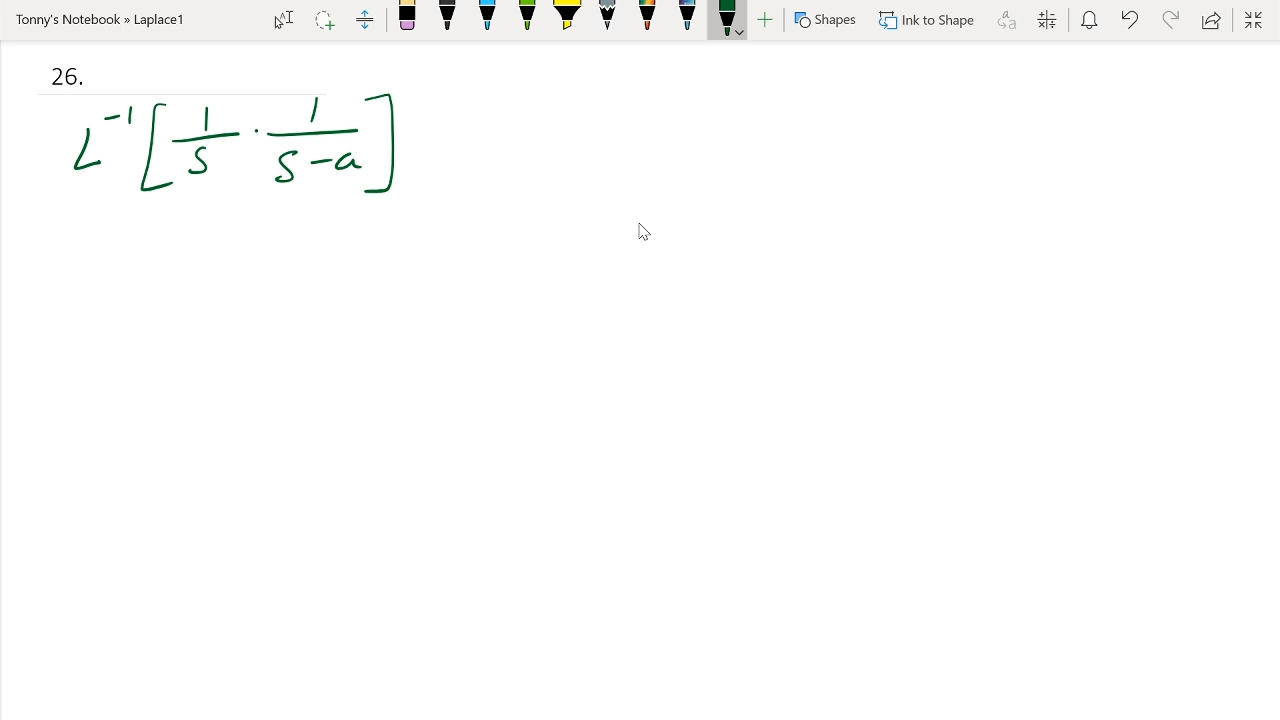 Tonny's Notebook » Laplace1 Shapes Ink to Shape
26.
L⁻¹ [ 1/S · 1/(S-a) ]